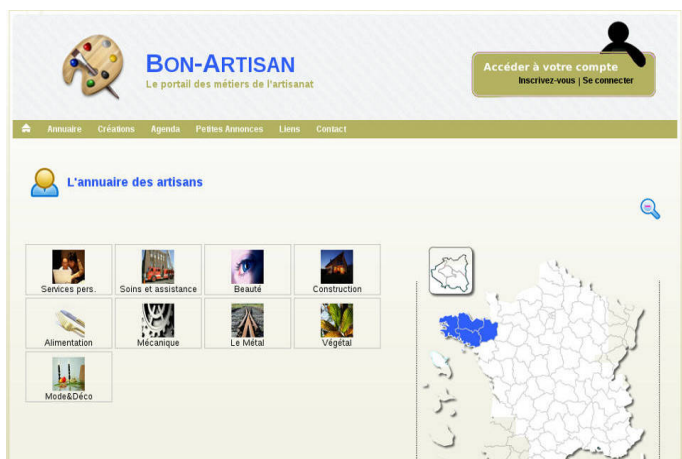 BON-ARTISAN
Le portail des métiers de l'artisanat
Accéder à votre compte
Inscrivez-vous | Se connecter
Annuaire Créations Agenda Petites Annonces Liens Contact
L'annuaire des artisans
Services pers. Soins et assistance Beauté Construction
Alimentation Mécanique Le Métal Végétal
Mode&Déco